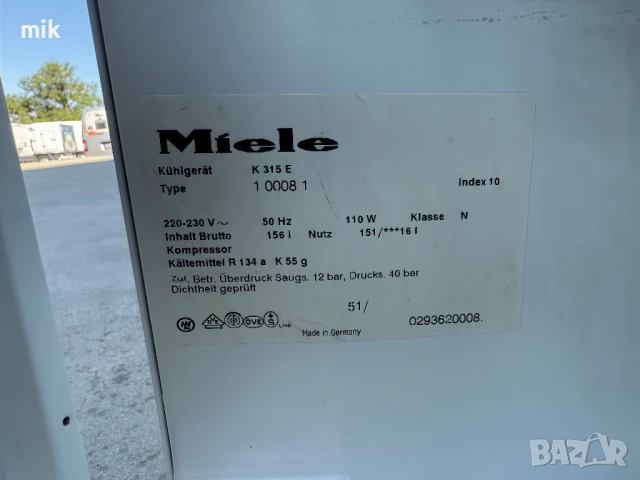 mik
Miele
Kühlgerät K 315 E
Type 1 0008 1 Index 10
220-230 V~ 50 Hz 110 W Klasse N
Inhalt Brutto 156 l Nutz 151/***16 l
Kompressor
Kältemittel R 134 a K 55 g
Zul. Betr. Überdruck Saugs. 12 bar, Drucks. 40 bar
Dichtheit geprüft
51/
DVE S
Made in Germany 0293620008.
BAZAR